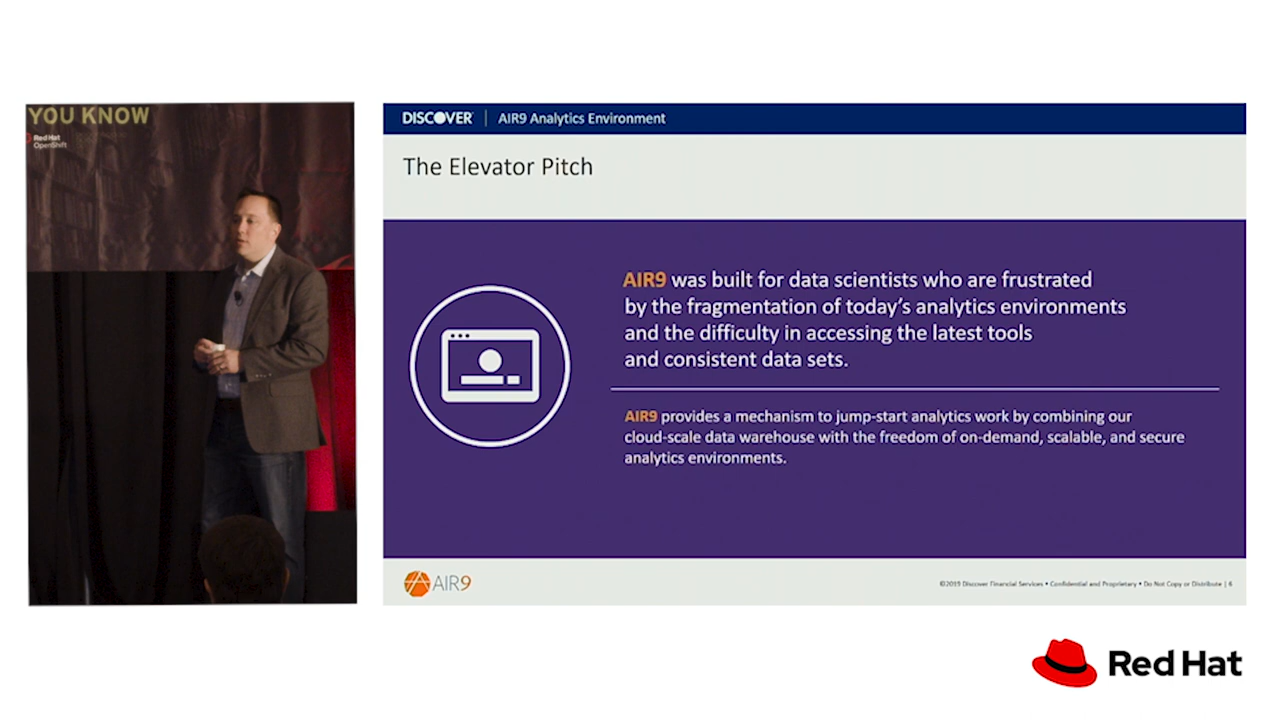 YOU KNOW
Red Hat
OpenShift
DISCOVER
AIR9 Analytics Environment
The Elevator Pitch
AIR9 was built for data scientists who are frustrated
by the fragmentation of today's analytics environments
and the difficulty in accessing the latest tools
and consistent data sets.
AIR9 provides a mechanism to jump-start analytics work by combining our
cloud-scale data warehouse with the freedom of on-demand, scalable, and secure
analytics environments.
AIR9
©2019 Discover Financial Services • Confidential and Proprietary • Do Not Copy or Distribute | 6
Red Hat